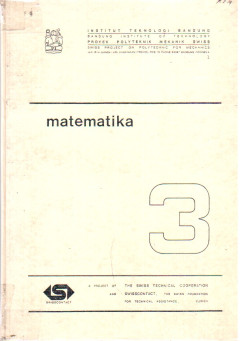 INSTITUT TEKNOLOGI BANDUNG
BANDUNG INSTITUTE OF TECHNOLOGY
PROYEK POLYTEKNIK MEKANIK SWISS
SWISS PROJECT ON POLYTECHNIC FOR MECHANICS
matematika
3
A PROJECT OF THE SWISS TECHNICAL COOPERATION
AND SWISSCONTACT, THE SWISS FOUNDATION
FOR TECHNICAL ASSISTANCE, ZURICH
SWISSCONTACT